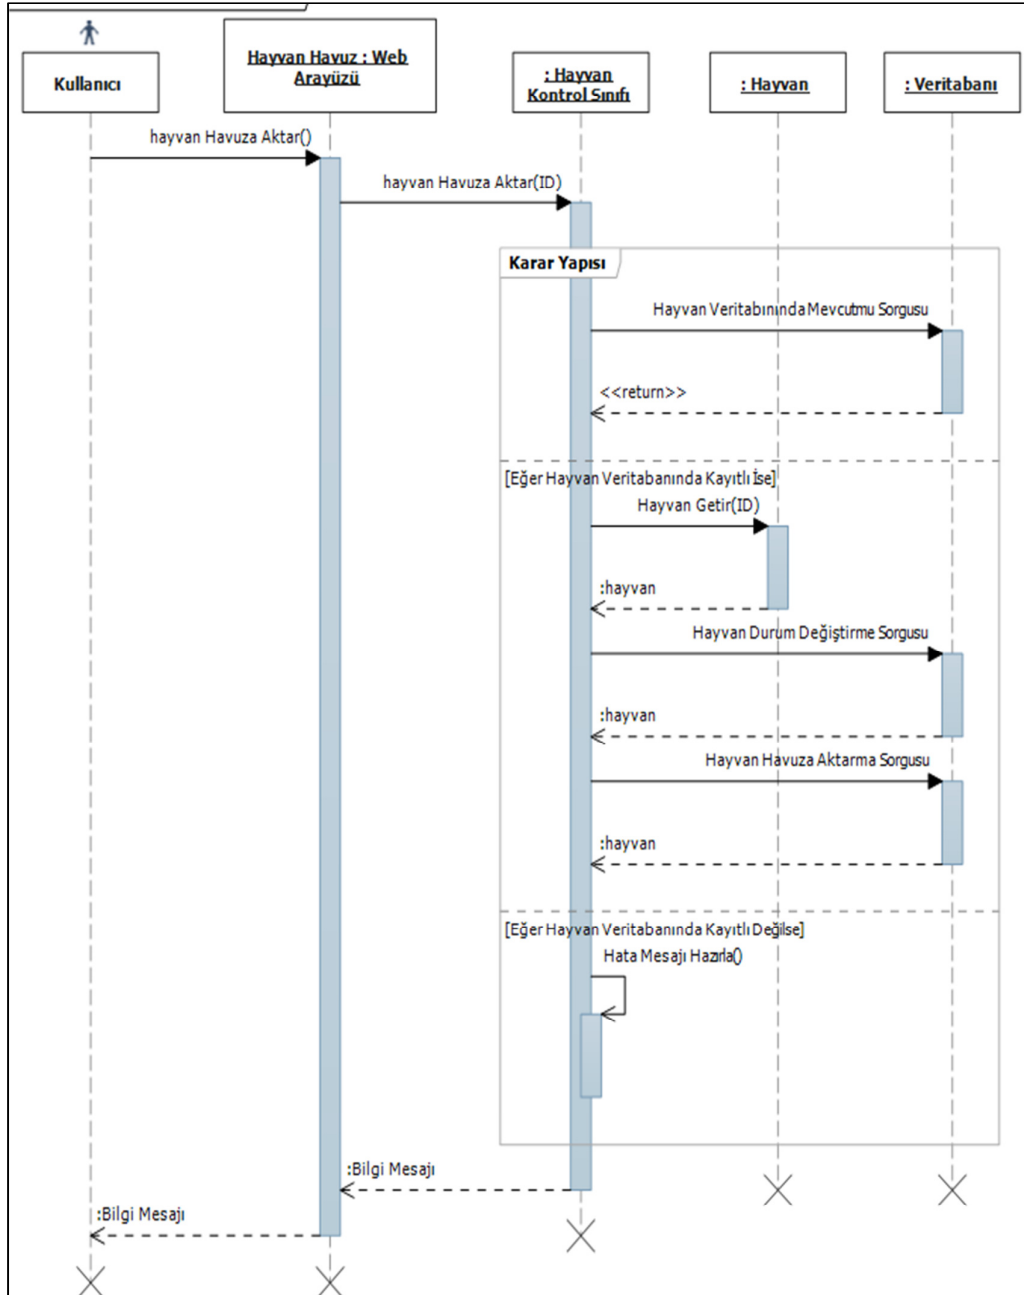 Kullanıcı
Hayvan Havuz : Web
Arayüzü
: Hayvan
Kontrol Sınıfı
: Hayvan
: Veritabanı
hayvan Havuza Aktar()
hayvan Havuza Aktar(ID)
Karar Yapısı
Hayvan Veritabınında Mevcutmu Sorgusu
<<return>>
[Eğer Hayvan Veritabanında Kayıtlı İse]
Hayvan Getir(ID)
:hayvan
Hayvan Durum Değiştirme Sorgusu
:hayvan
Hayvan Havuza Aktarma Sorgusu
:hayvan
[Eğer Hayvan Veritabanında Kayıtlı Değilse]
Hata Mesajı Hazırla()
:Bilgi Mesajı
:Bilgi Mesajı